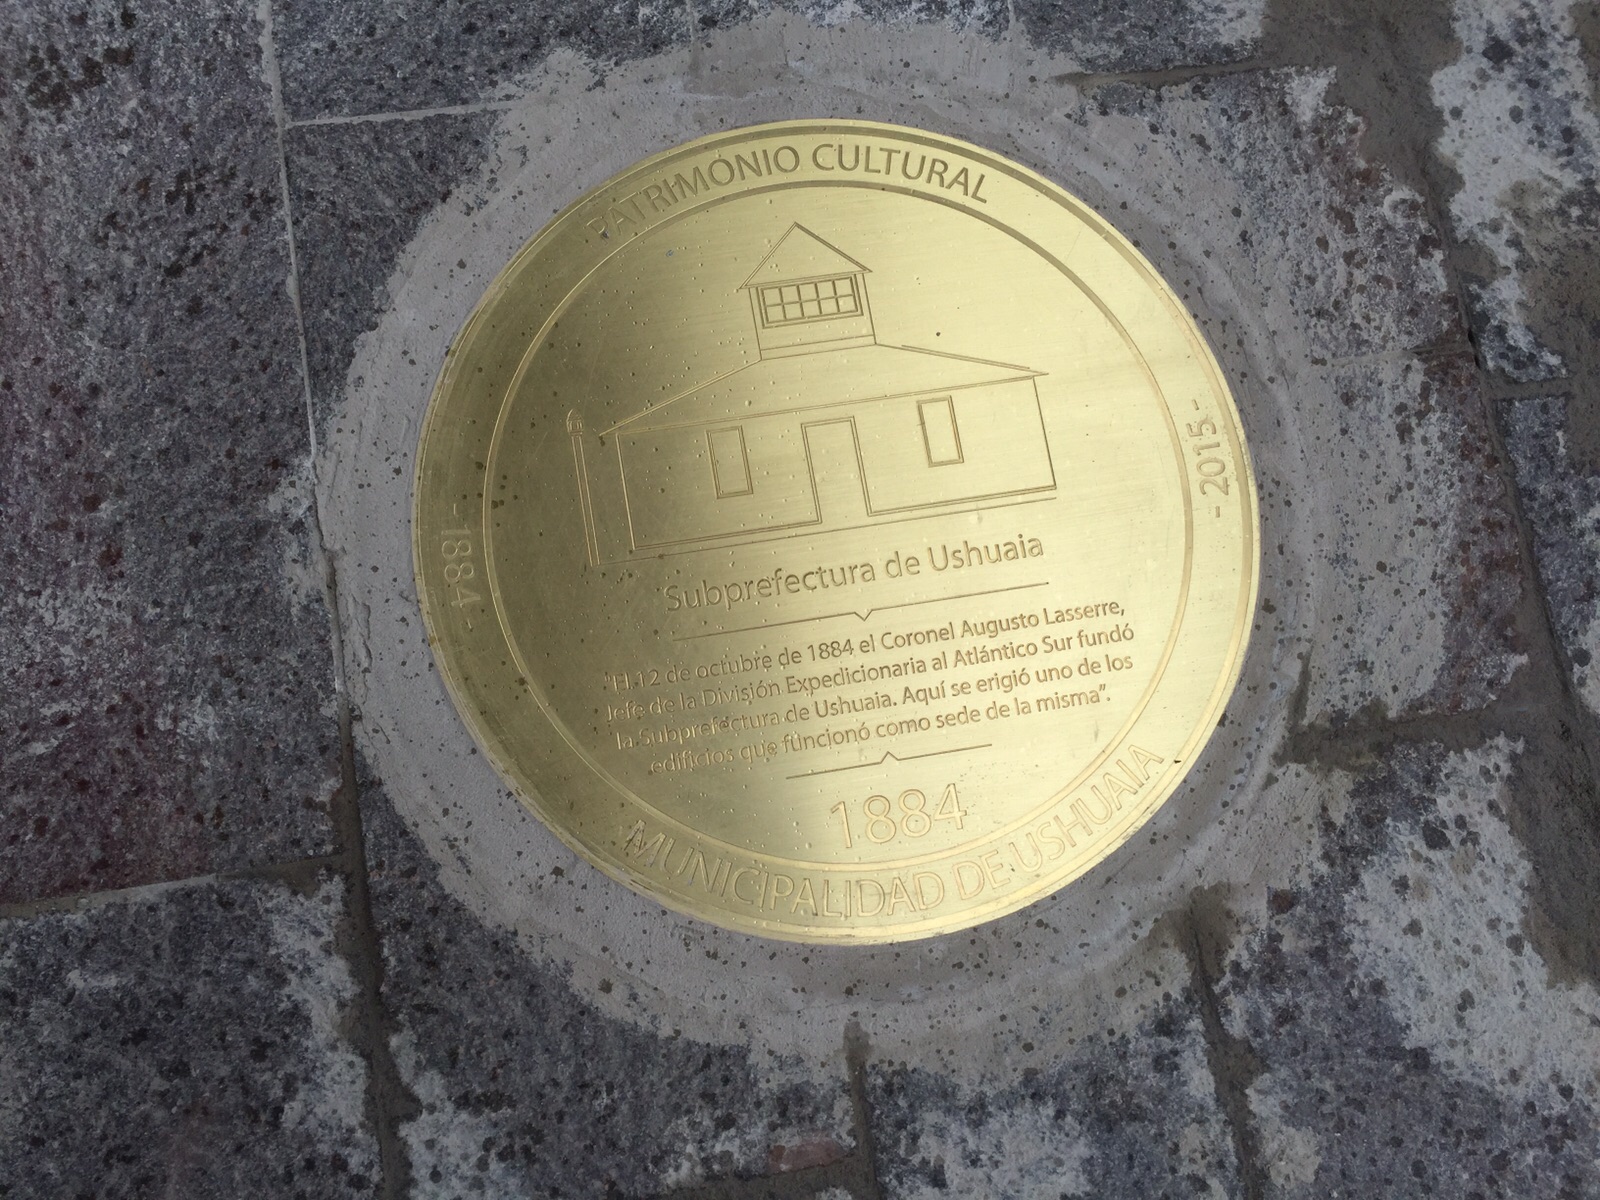 PATRIMONIO CULTURAL
- 1884 -
- 2015 -
Subprefectura de Ushuaia
"El 12 de octubre de 1884 el Coronel Augusto Lasserre,
Jefe de la División Expedicionaria al Atlántico Sur fundó
la Subprefectura de Ushuaia. Aquí se erigió uno de los
edificios que funcionó como sede de la misma".
1884
MUNICIPALIDAD DE USHUAIA